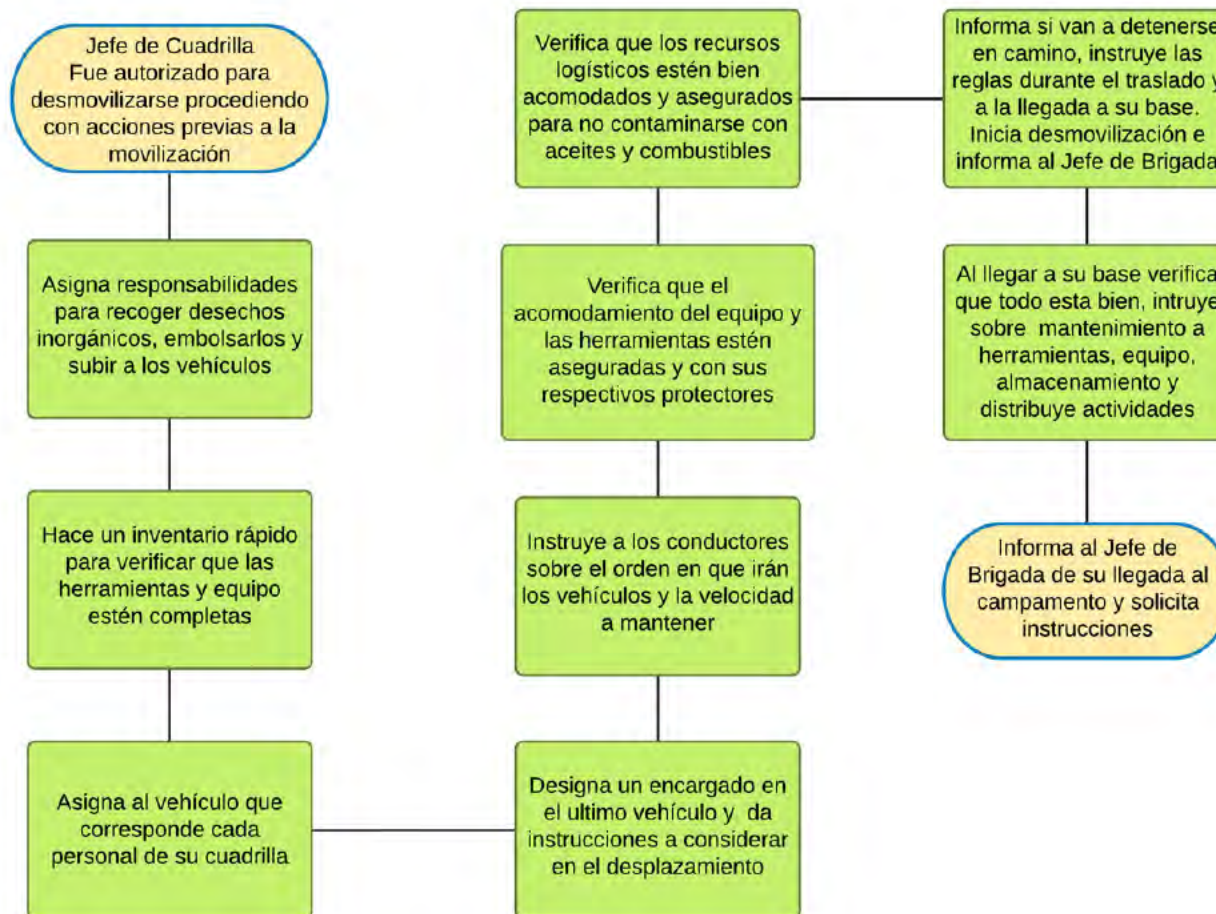 Jefe de Cuadrilla
Fue autorizado para
desmovilizarse procediendo
con acciones previas a la
movilización
Asigna responsabilidades
para recoger desechos
inorgánicos, embolsarlos y
subir a los vehículos
Hace un inventario rápido
para verificar que las
herramientas y equipo
estén completas
Asigna al vehículo que
corresponde cada
personal de su cuadrilla
Designa un encargado en
el ultimo vehículo y da
instrucciones a considerar
en el desplazamiento
Instruye a los conductores
sobre el orden en que irán
los vehículos y la velocidad
a mantener
Verifica que el
acomodamiento del equipo y
las herramientas estén
aseguradas y con sus
respectivos protectores
Verifica que los recursos
logísticos estén bien
acomodados y asegurados
para no contaminarse con
aceites y combustibles
Informa si van a detenerse
en camino, instruye las
reglas durante el traslado y
a la llegada a su base.
Inicia desmovilización e
informa al Jefe de Brigada
Al llegar a su base verifica
que todo esta bien, intruye
sobre mantenimiento a
herramientas, equipo,
almacenamiento y
distribuye actividades
Informa al Jefe de
Brigada de su llegada al
campamento y solicita
instrucciones